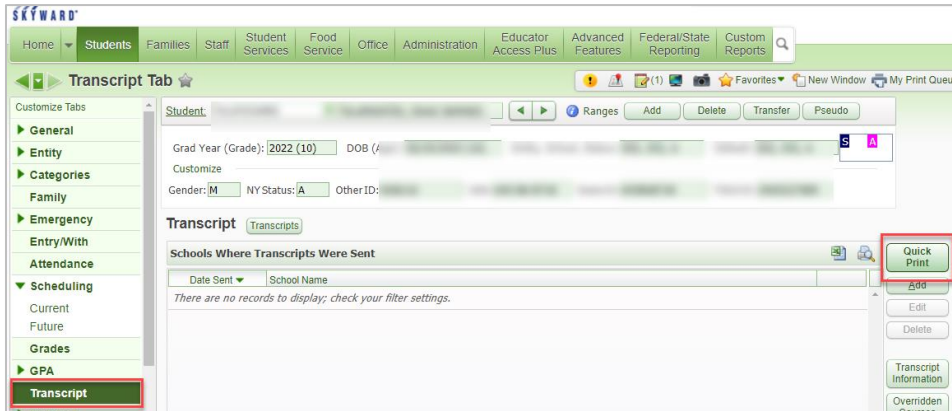 SKYWARD
Home Students Families Staff Student Services Food Service Office Administration Educator Access Plus Advanced Features Federal/State Reporting Custom Reports
Transcript Tab (1) Favorites New Window My Print Queu
Customize Tabs
Student: Ranges Add Delete Transfer Pseudo
General
Entity
Categories
Family
Emergency
Entry/With
Attendance
Scheduling
Current
Future
Grades
GPA
Transcript
Grad Year (Grade): 2022 (10) DOB (A S A
Customize
Gender: M NY Status: A Other ID:
Transcript Transcripts
Schools Where Transcripts Were Sent
Date Sent School Name
There are no records to display; check your filter settings.
Quick
Print
Add
Edit
Delete
Transcript
Information
Overridden
Courses